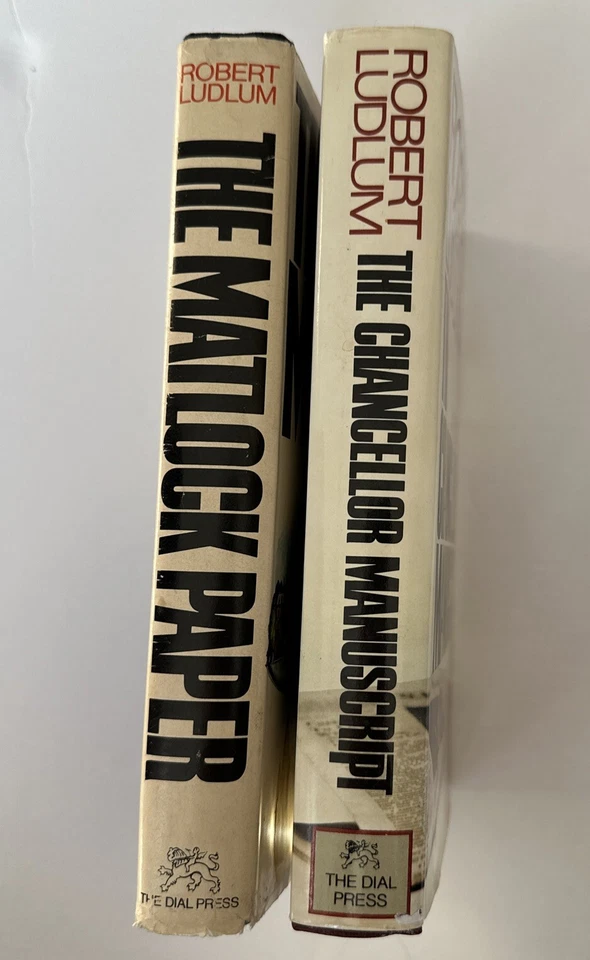 ROBERT
LUDLUM
THE MATLOCK PAPER
THE DIAL PRESS
ROBERT
LUDLUM
THE CHANCELLOR MANUSCRIPT
THE DIAL
PRESS